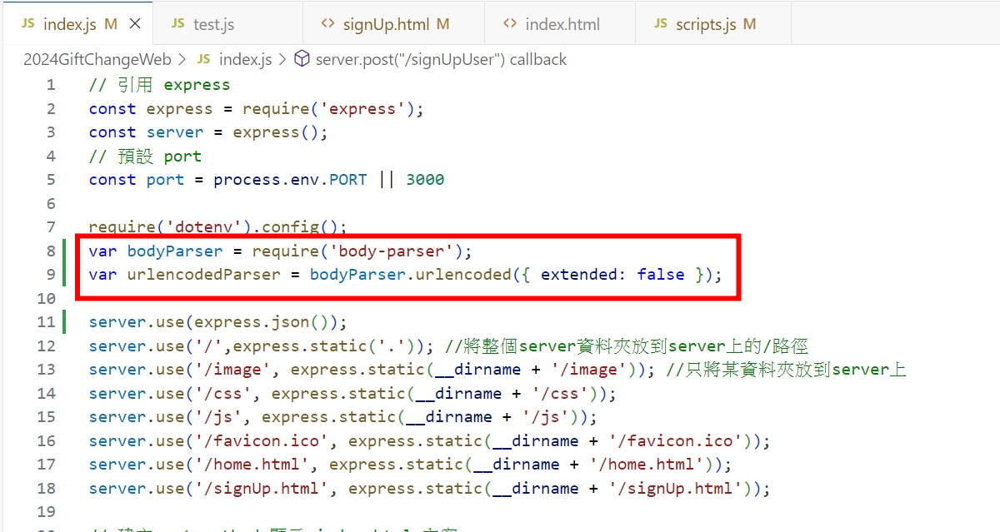 JS index.js M × JS test.js <> signUp.html M <> index.html JS scripts.js M
2024GiftChangeWeb > JS index.js > server.post("/signUpUser") callback
1 // 引用 express
2 const express = require('express');
3 const server = express();
4 // 預設 port
5 const port = process.env.PORT || 3000
6
7 require('dotenv').config();
8 var bodyParser = require('body-parser');
9 var urlencodedParser = bodyParser.urlencoded({ extended: false });
10
11 server.use(express.json());
12 server.use('/',express.static('.')); //將整個server資料夾放到server上的/路徑
13 server.use('/image', express.static(__dirname + '/image')); //只將某資料夾放到server上
14 server.use('/css', express.static(__dirname + '/css'));
15 server.use('/js', express.static(__dirname + '/js'));
16 server.use('/favicon.ico', express.static(__dirname + '/favicon.ico'));
17 server.use('/home.html', express.static(__dirname + '/home.html'));
18 server.use('/signUp.html', express.static(__dirname + '/signUp.html'));
19